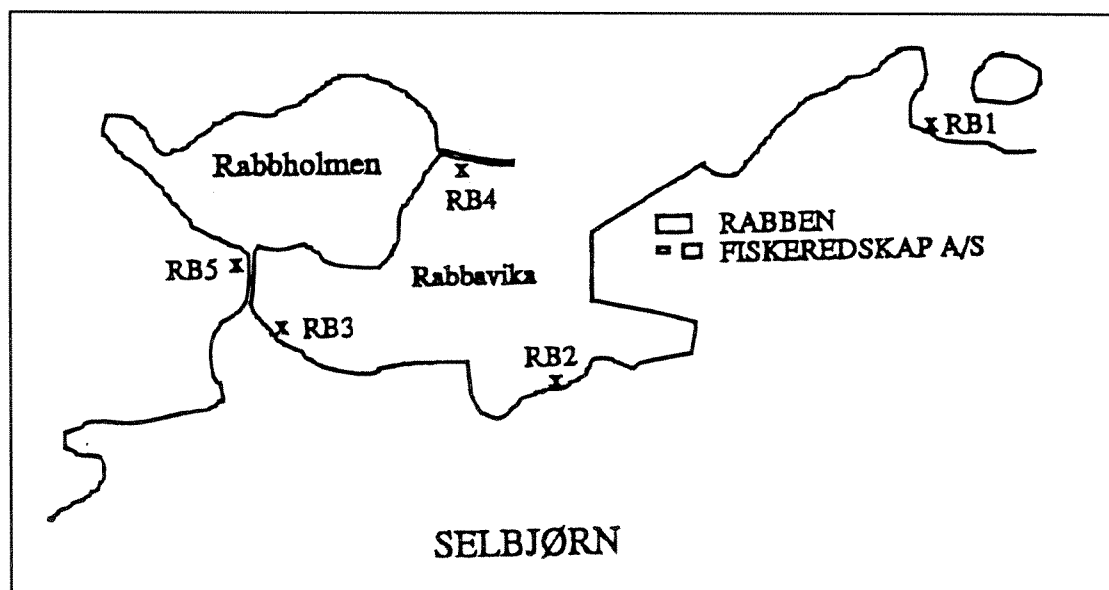 RB1
Rabbholmen
RB4
RABBEN
FISKEREDSKAP A/S
RB5
Rabbavika
RB3
RB2
SELBJØRN